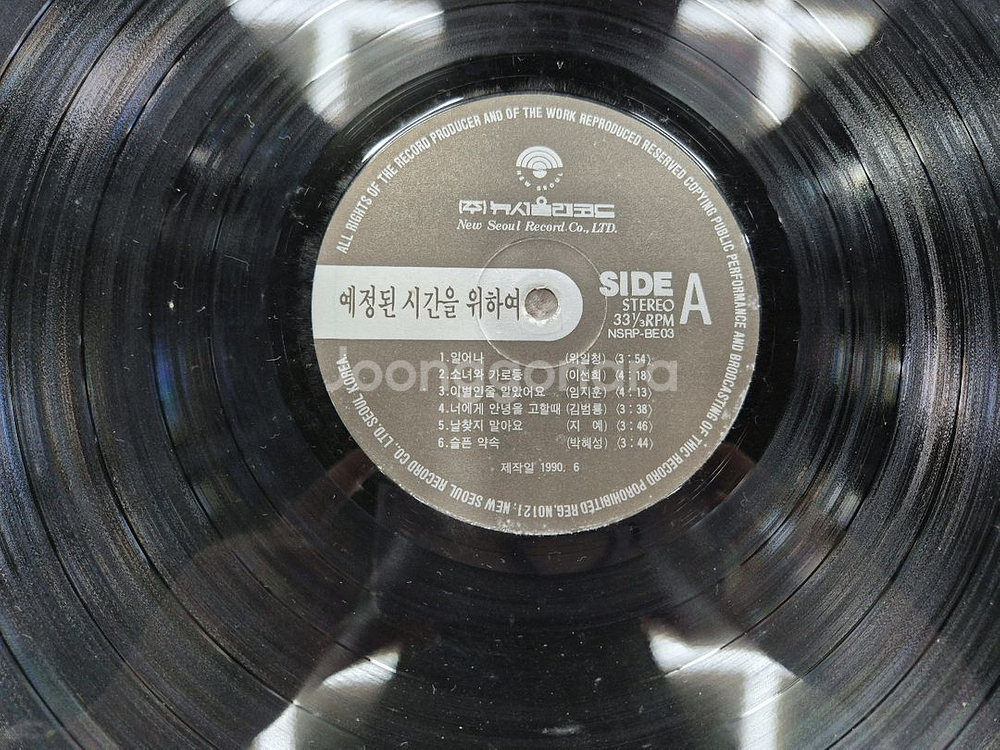 ALL RIGHTS OF THE RECORD PRODUCER AND OF THE WORK REPRODUCED RESERVED COPYING PUBLIC PERFORMANCE AND BRODCASTING OF THIC RECORD POROHIBITED REG.NO121. NEW SEOUL RECORD CO., LTD. SEOUL KOREA.
NEW SEOUL
(주) 뉴서울레코드
New Seoul Record.Co., LTD.
예정된 시간을 위하여
SIDE A
STEREO
33⅓RPM
NSRP-BE03
1.일어나 (위일청) (3:54)
2.소녀와 가로등 (이선희) (4:18)
3.이별인줄 알았어요 (임지훈) (4:13)
4.너에게 안녕을 고할때 (김범룡) (3:38)
5.날찾지 말아요 (지 예) (3:46)
6.슬픈 약속 (박혜성) (3:44)
제작일 1990. 6
Joongonara